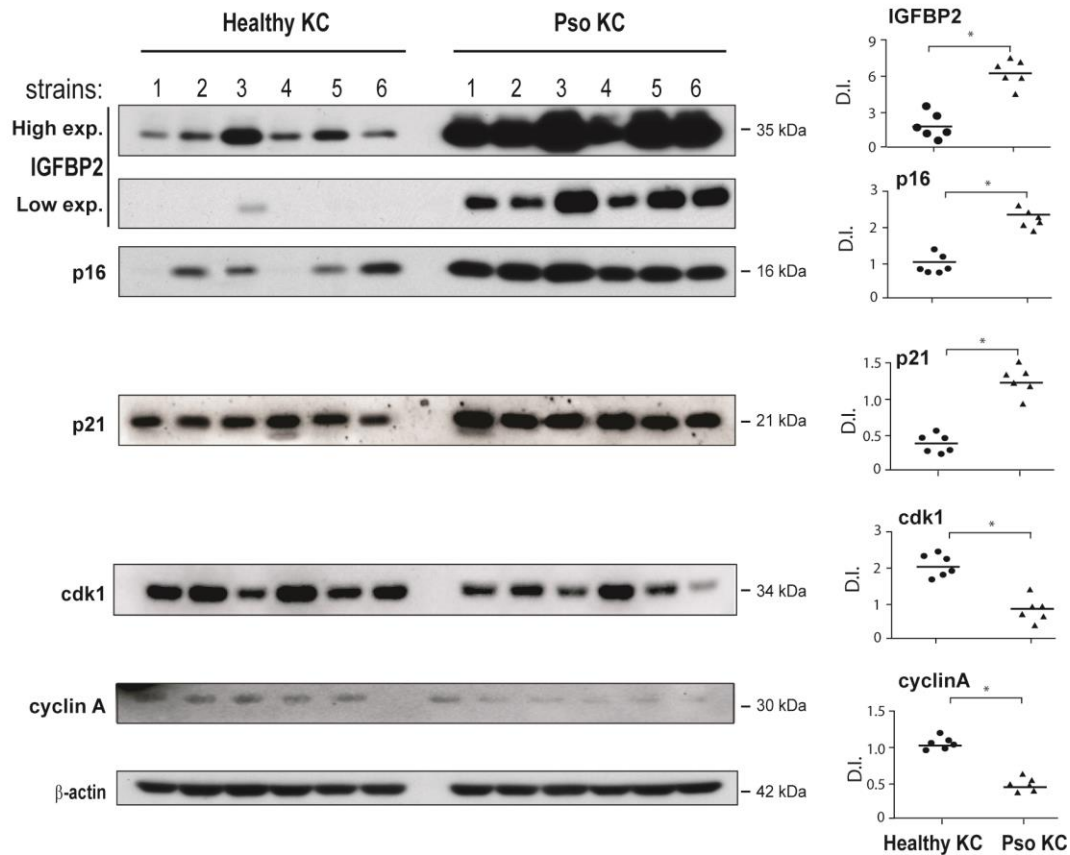 Healthy KC Pso KC
strains: 1 2 3 4 5 6 1 2 3 4 5 6
High exp.
IGFBP2
Low exp.
– 35 kDa
p16
– 16 kDa
p21
– 21 kDa
cdk1
– 34 kDa
cyclin A
– 30 kDa
β-actin
– 42 kDa
IGFBP2
*
D.I.
9
6
3
0
p16
*
D.I.
3
2
1
0
p21
*
D.I.
1.5
1.0
0.5
0
cdk1
*
D.I.
3
2
1
0
cyclinA
*
D.I.
1.5
1.0
0.5
0
Healthy KC Pso KC